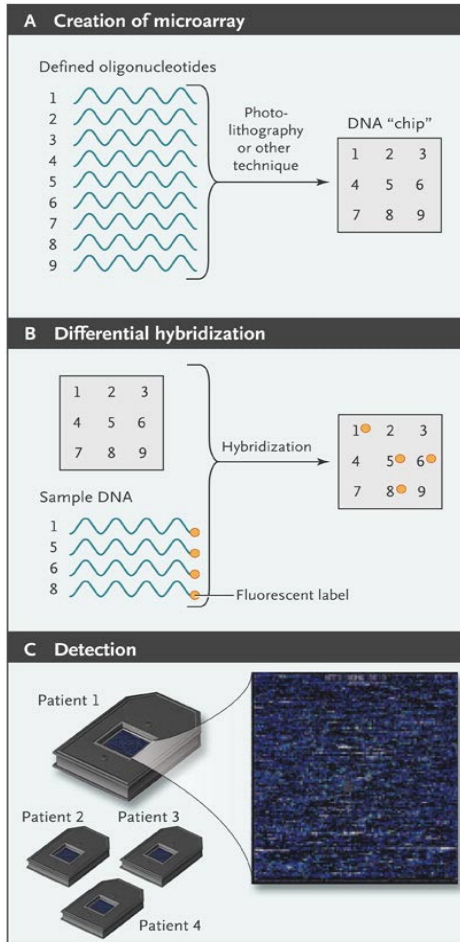 A Creation of microarray
Defined oligonucleotides
1
2
3
4
5
6
7
8
9
Photo-
lithography
or other
technique
DNA “chip”
1 2 3
4 5 6
7 8 9
B Differential hybridization
1 2 3
4 5 6
7 8 9
Sample DNA
1
5
6
8
Fluorescent label
Hybridization
1 2 3
4 5 6
7 8 9
C Detection
Patient 1
Patient 2
Patient 3
Patient 4